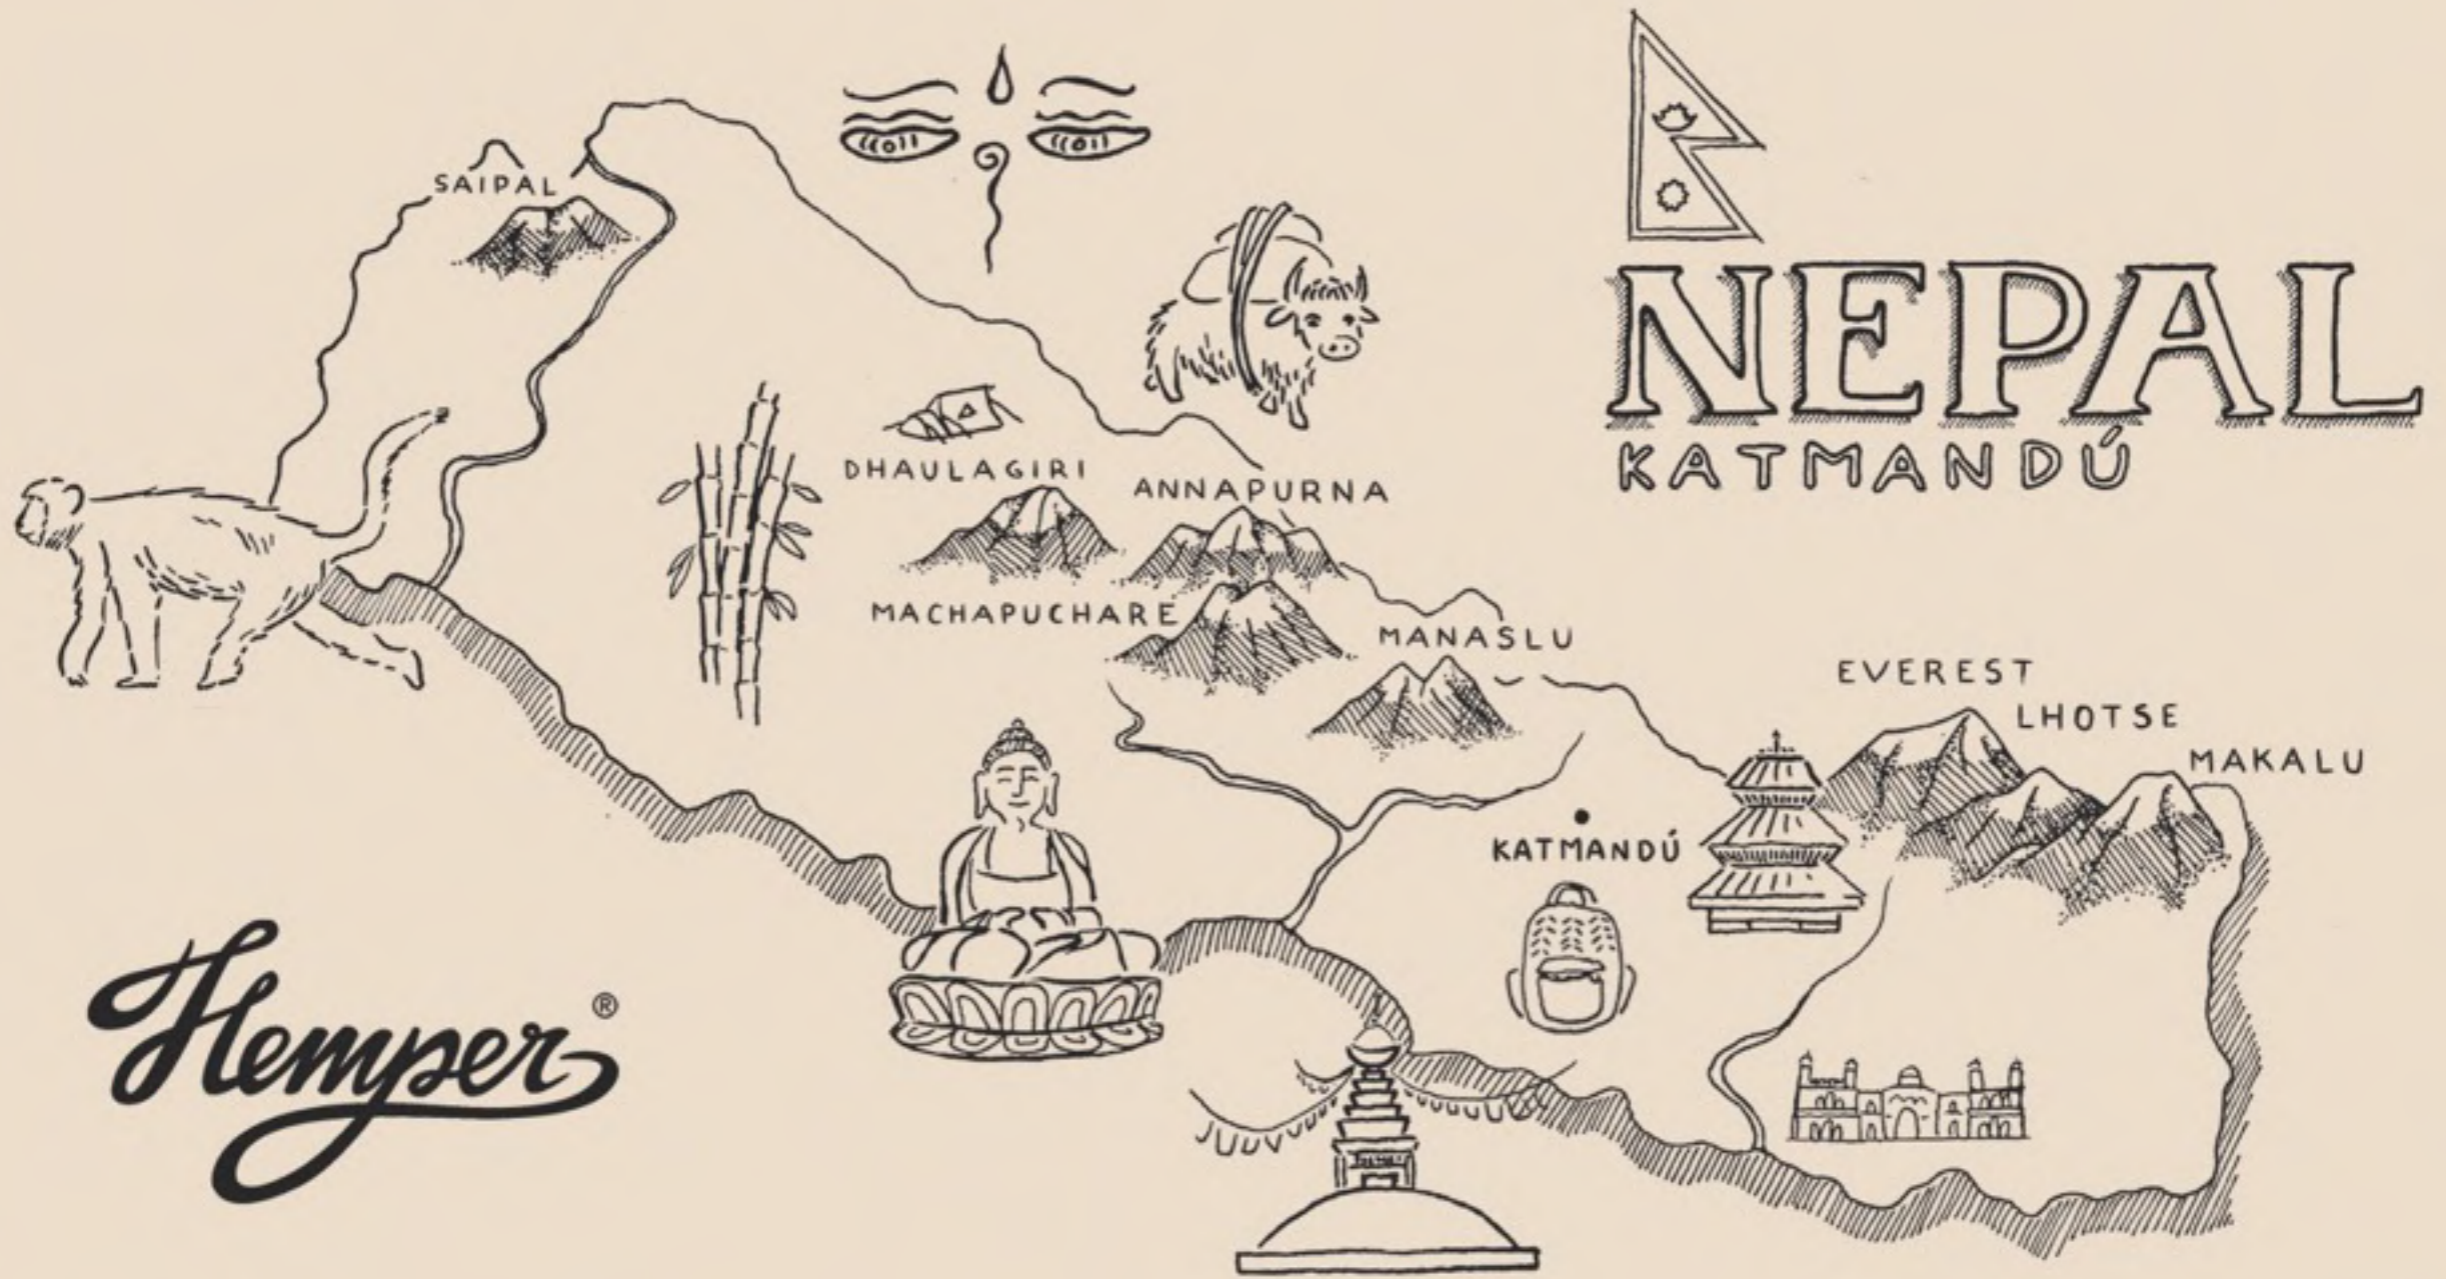 NEPAL
KATMANDÚ
SAIPAL
DHAULAGIRI
ANNAPURNA
MACHAPUCHARE
MANASLU
EVEREST
LHOTSE
MAKALU
KATMANDÚ
Hemper®